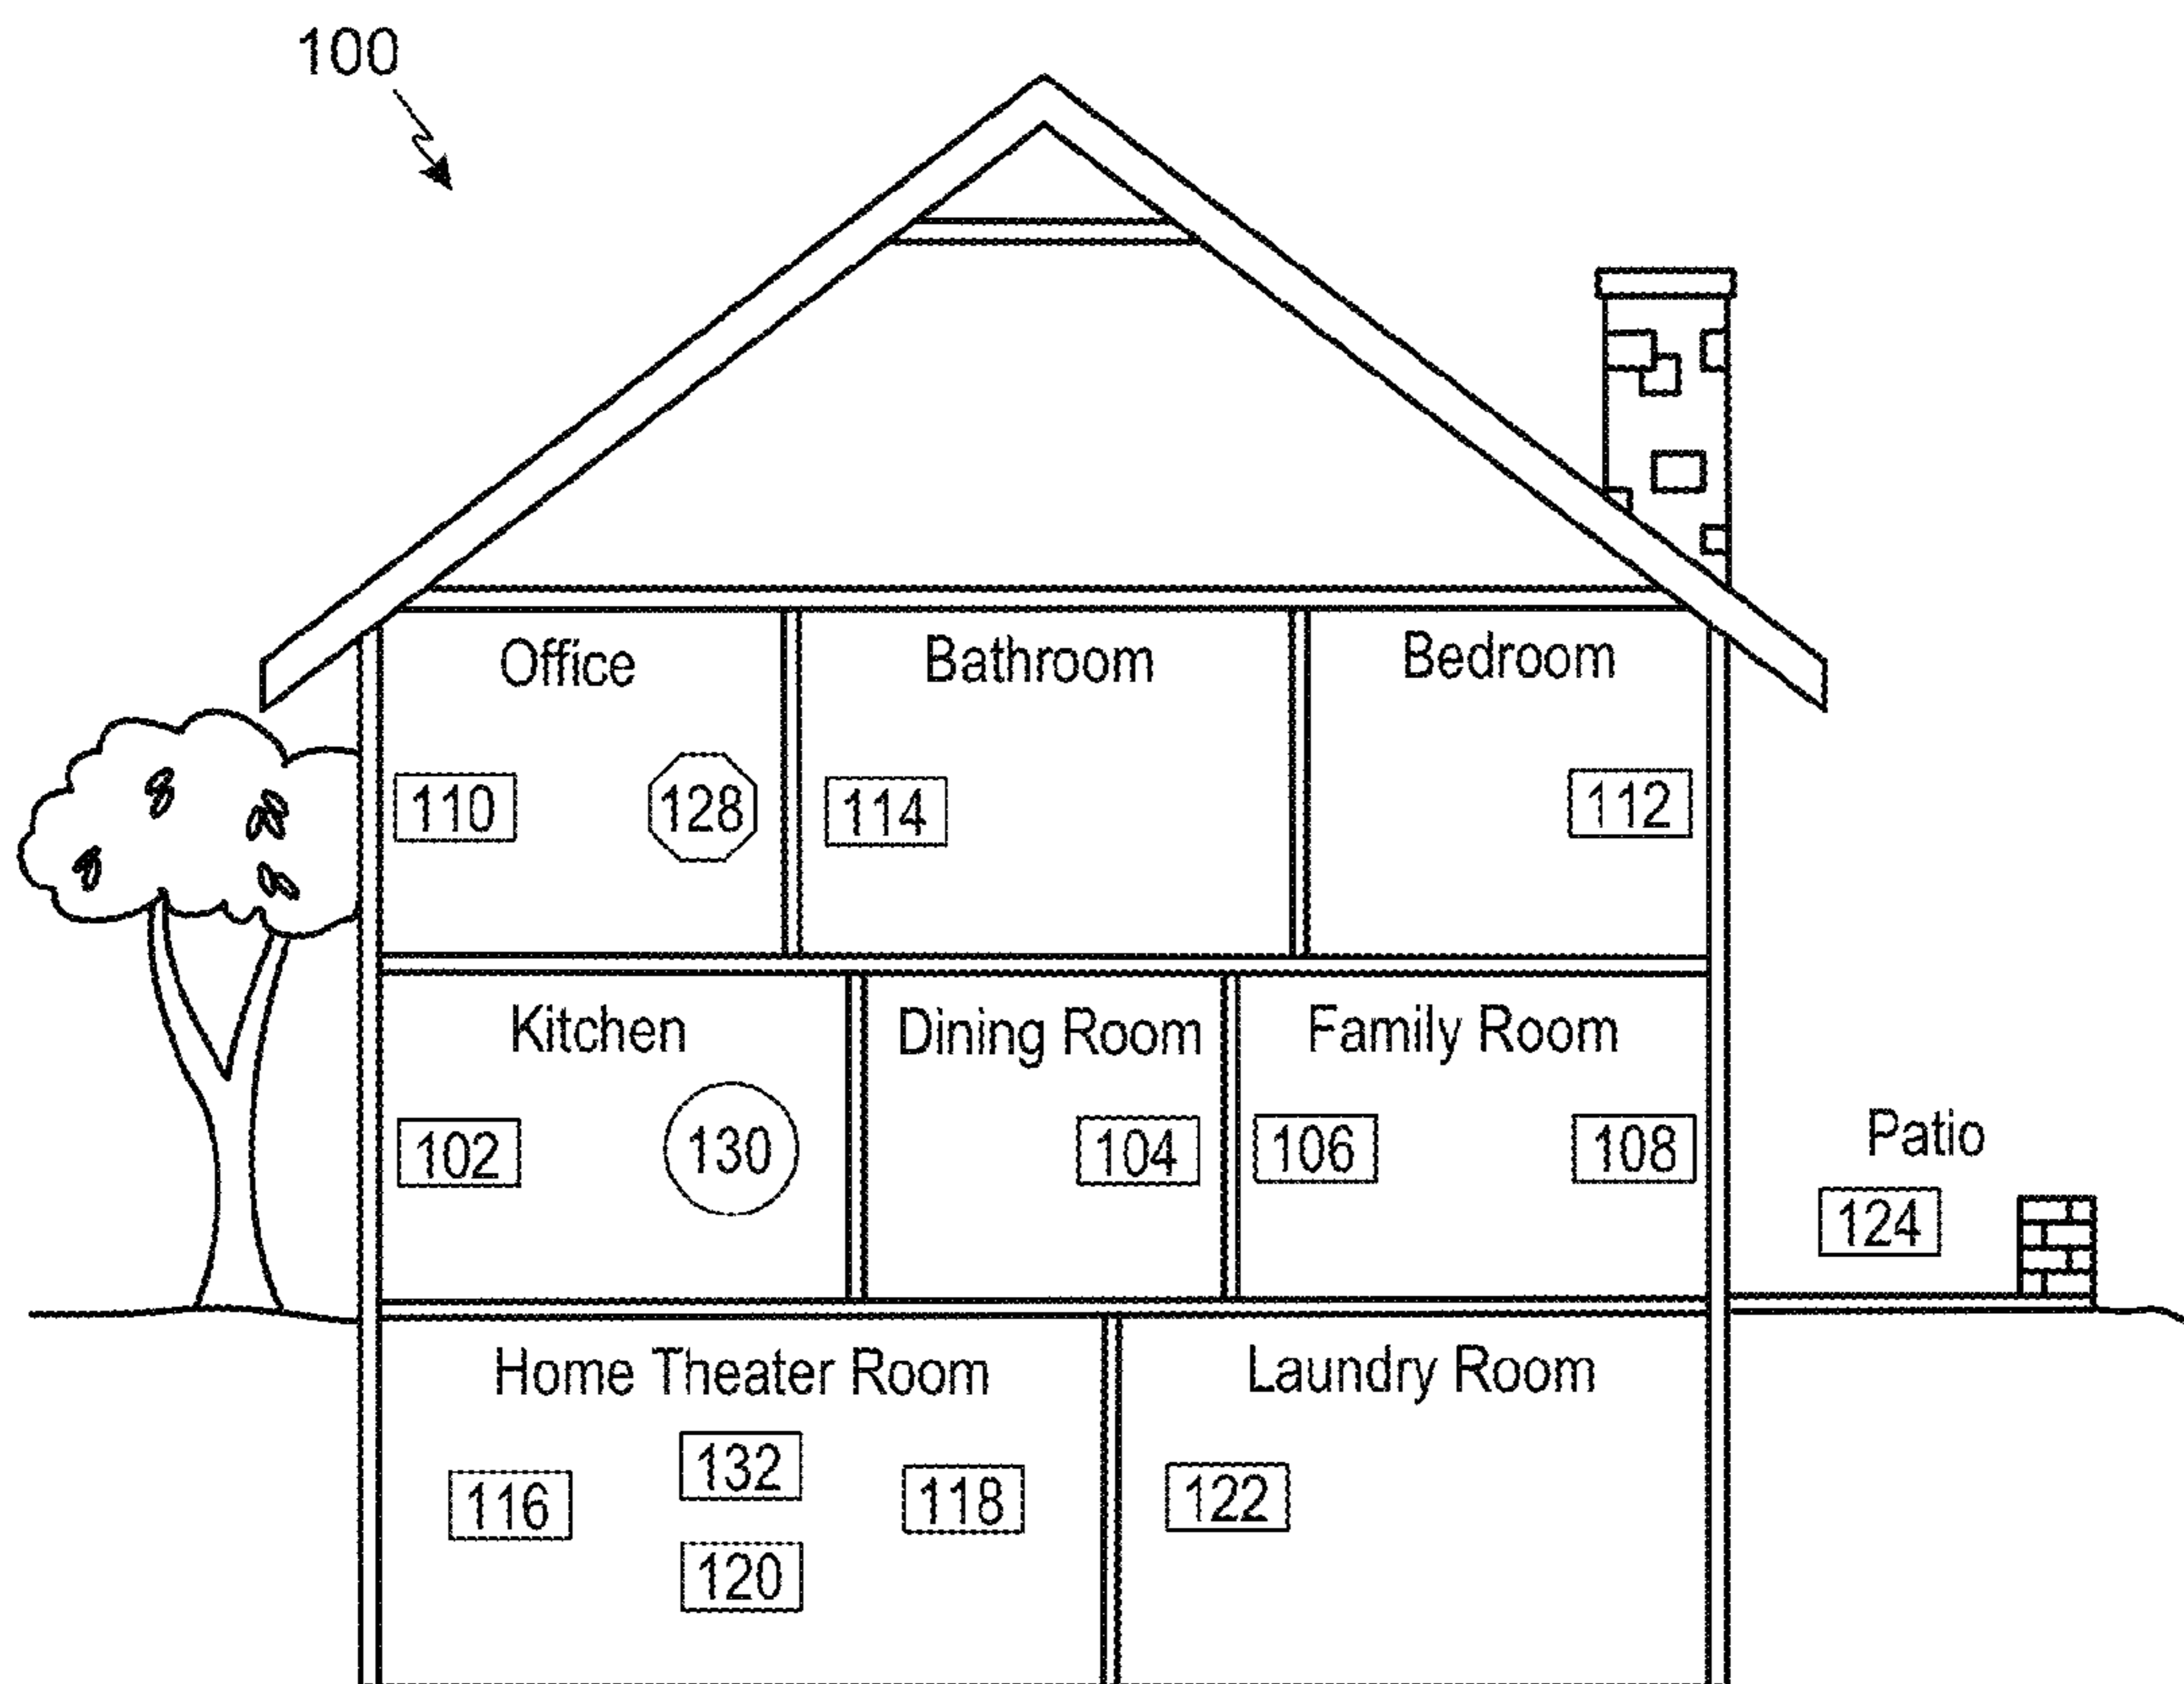 100
Office
Bathroom
Bedroom
110
128
114
112
Kitchen
Dining Room
Family Room
102
130
104
106
108
Patio
124
Home Theater Room
Laundry Room
132
116
118
120
122